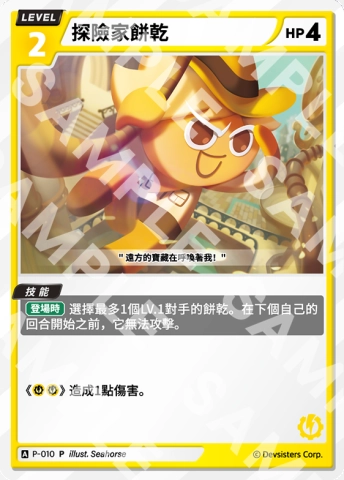 LEVEL
2
探險家餅乾
HP4
"遠方的寶藏在呼喚著我！"
技能
登場時 選擇最多1個LV.1對手的餅乾。在下個自己的
回合開始之前，它無法攻擊。
《 》造成1點傷害。
A P-010 P illust. Seahorse
© Devsisters Corp.
SAMPLE SAMPLE SAMPLE